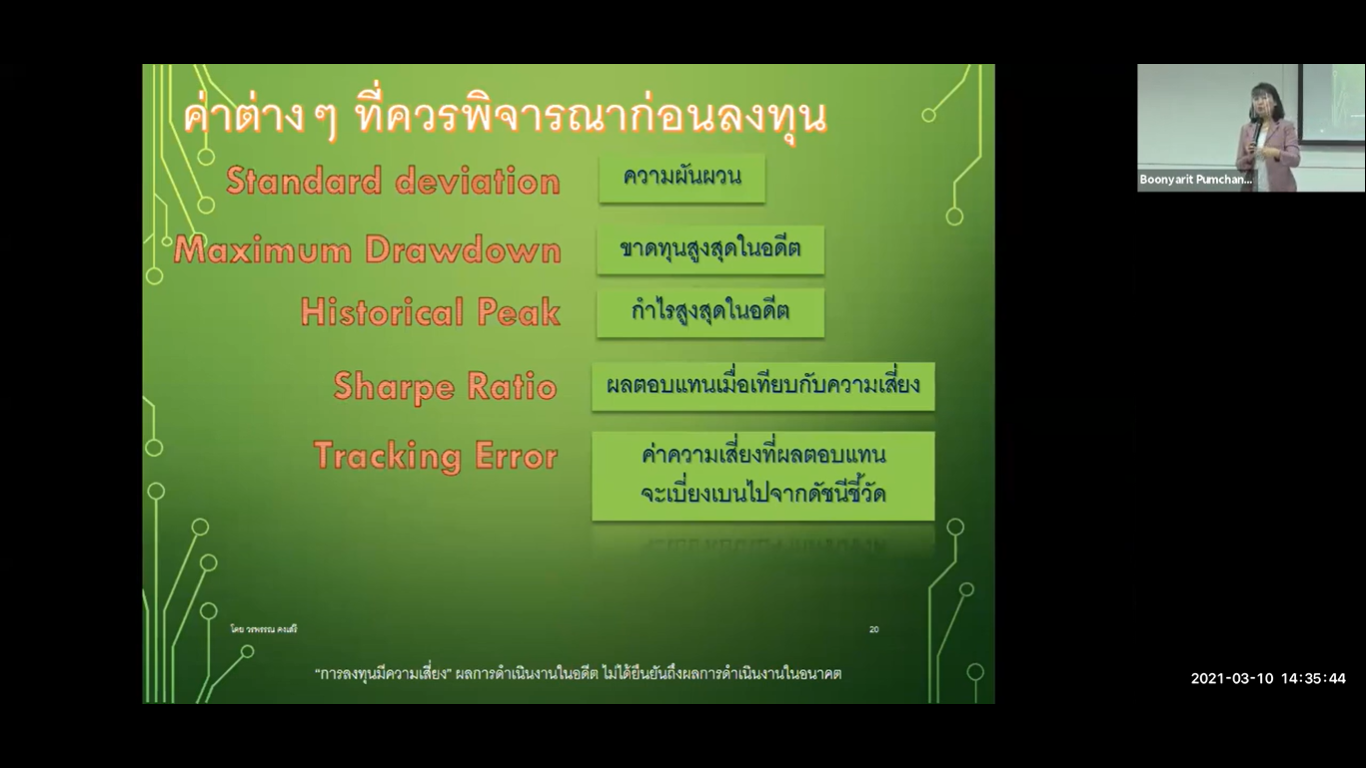 ค่าต่าง ๆ ที่ควรพิจารณาก่อนลงทุน
Standard deviation
ความผันผวน
Maximum Drawdown
ขาดทุนสูงสุดในอดีต
Historical Peak
กำไรสูงสุดในอดีต
Sharpe Ratio
ผลตอบแทนเมื่อเทียบกับความเสี่ยง
Tracking Error
ค่าความเสี่ยงที่ผลตอบแทน
จะเบี่ยงเบนไปจากดัชนีชี้วัด
โดย วรพรรณ คงเสรี
20
“การลงทุนมีความเสี่ยง” ผลการดำเนินงานในอดีต ไม่ได้ยืนยันถึงผลการดำเนินงานในอนาคต
Boonyarit Pumchan...
2021-03-10 14:35:44